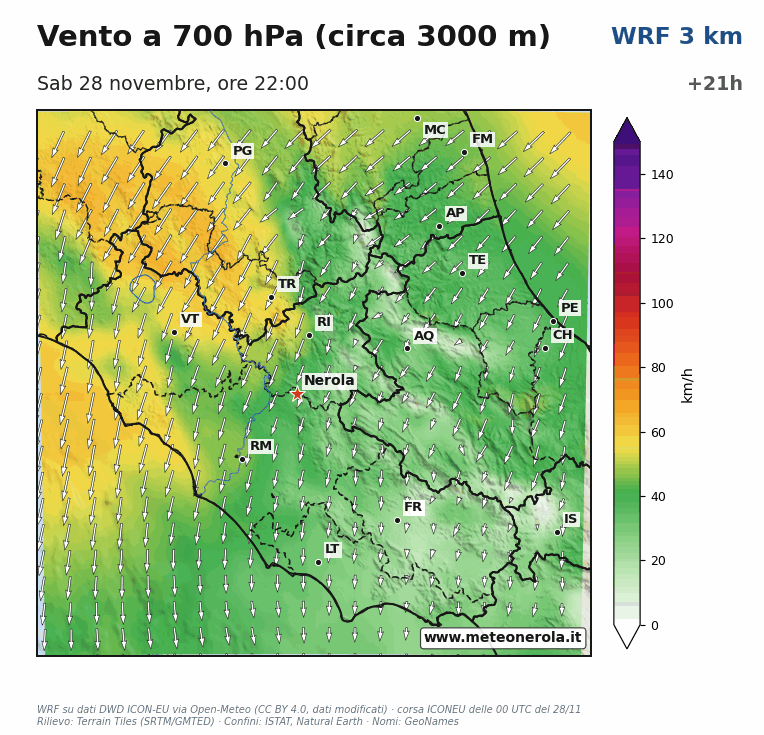 Vento a 700 hPa (circa 3000 m)
WRF 3 km
Sab 28 novembre, ore 22:00
+21h
MC
FM
PG
AP
TE
TR
PE
VT
RI
CH
AQ
Nerola
RM
FR
IS
LT
www.meteonerola.it
140
120
100
80
60
40
20
0
km/h
WRF su dati DWD ICON-EU via Open-Meteo (CC BY 4.0, dati modificati) · corsa ICONEU delle 00 UTC del 28/11
Rilievo: Terrain Tiles (SRTM/GMTED) · Confini: ISTAT, Natural Earth · Nomi: GeoNames